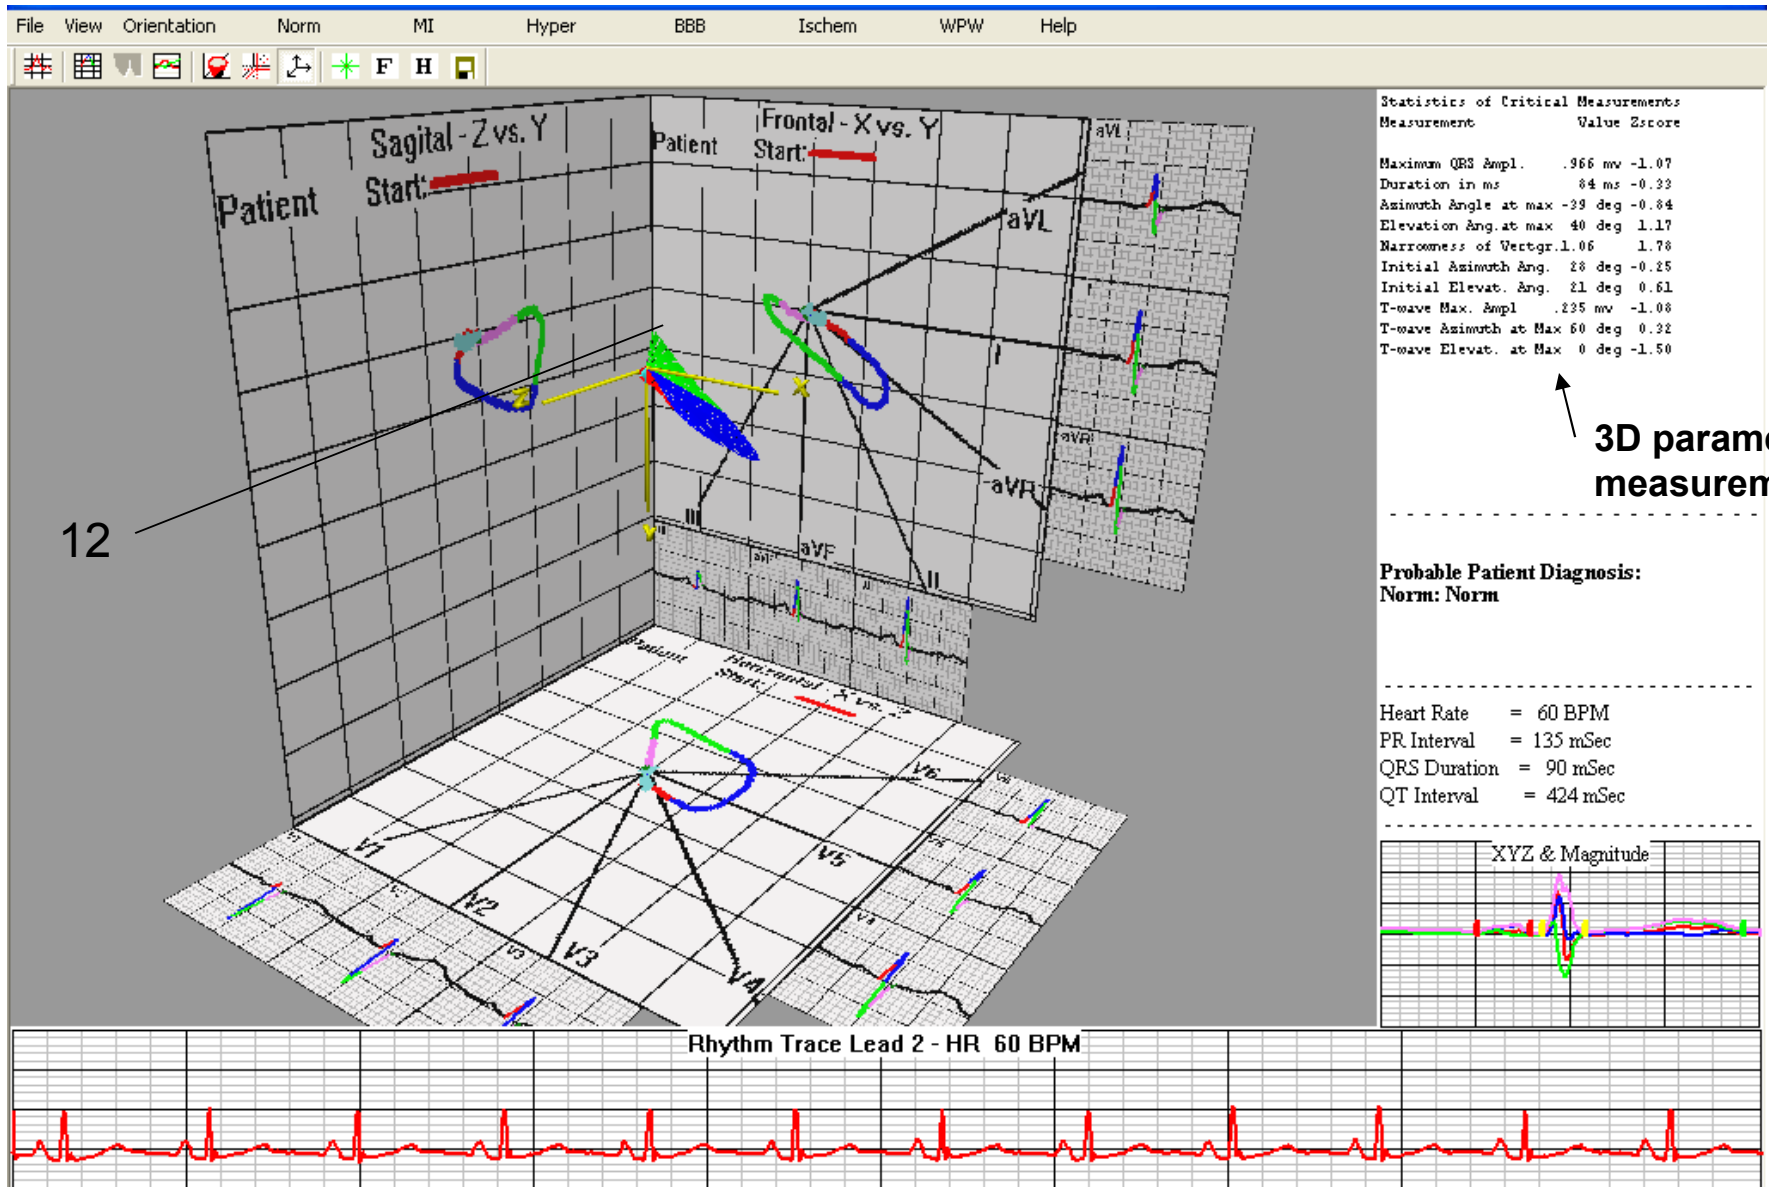 File View Orientation Norm MI Hyper BBB Ischem WPW Help
F H
Sagital - Z vs. Y
Start:
Patient
Frontal - X vs. Y
Patient Start:
aVL
aVL
I
aVR
aVR
III
aVF
II
II
Z
X
Y
12
Patient Horizontal - X vs. Z
Start:
V6
V5
V1
V2
V3
V4
V3
V4
Statistics of Critical Measurements
Measurement Value Zscore
Maximum QRS Ampl. .966 mv -1.07
Duration in ms 84 ms -0.33
Azimuth Angle at max -39 deg -0.84
Elevation Ang.at max 40 deg 1.17
Narrowness of Vectgr.1.06 1.78
Initial Azimuth Ang. 28 deg -0.25
Initial Elevat. Ang. 21 deg 0.61
T-wave Max. Ampl .235 mv -1.08
T-wave Azimuth at Max 60 deg 0.32
T-wave Elevat. at Max 0 deg -1.50
3D parame
measurem
Probable Patient Diagnosis:
Norm: Norm
Heart Rate = 60 BPM
PR Interval = 135 mSec
QRS Duration = 90 mSec
QT Interval = 424 mSec
XYZ & Magnitude
Rhythm Trace Lead 2 - HR 60 BPM